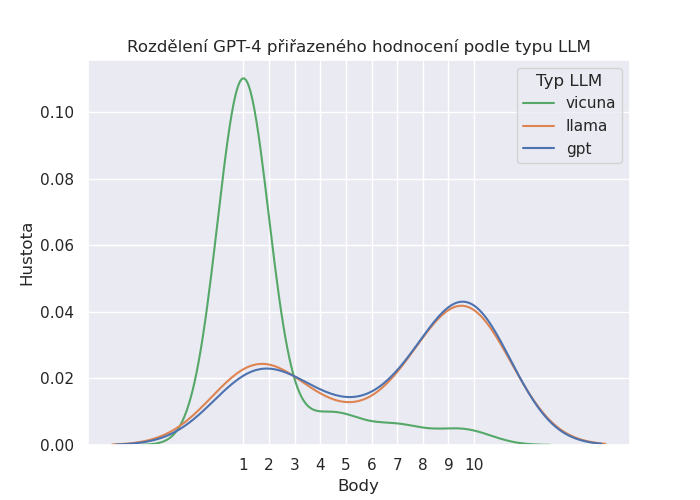 Rozdělení GPT-4 přiřazeného hodnocení podle typu LLM
Typ LLM
vicuna
llama
gpt
0.10
0.08
0.06
0.04
0.02
0.00
Hustota
1 2 3 4 5 6 7 8 9 10
Body